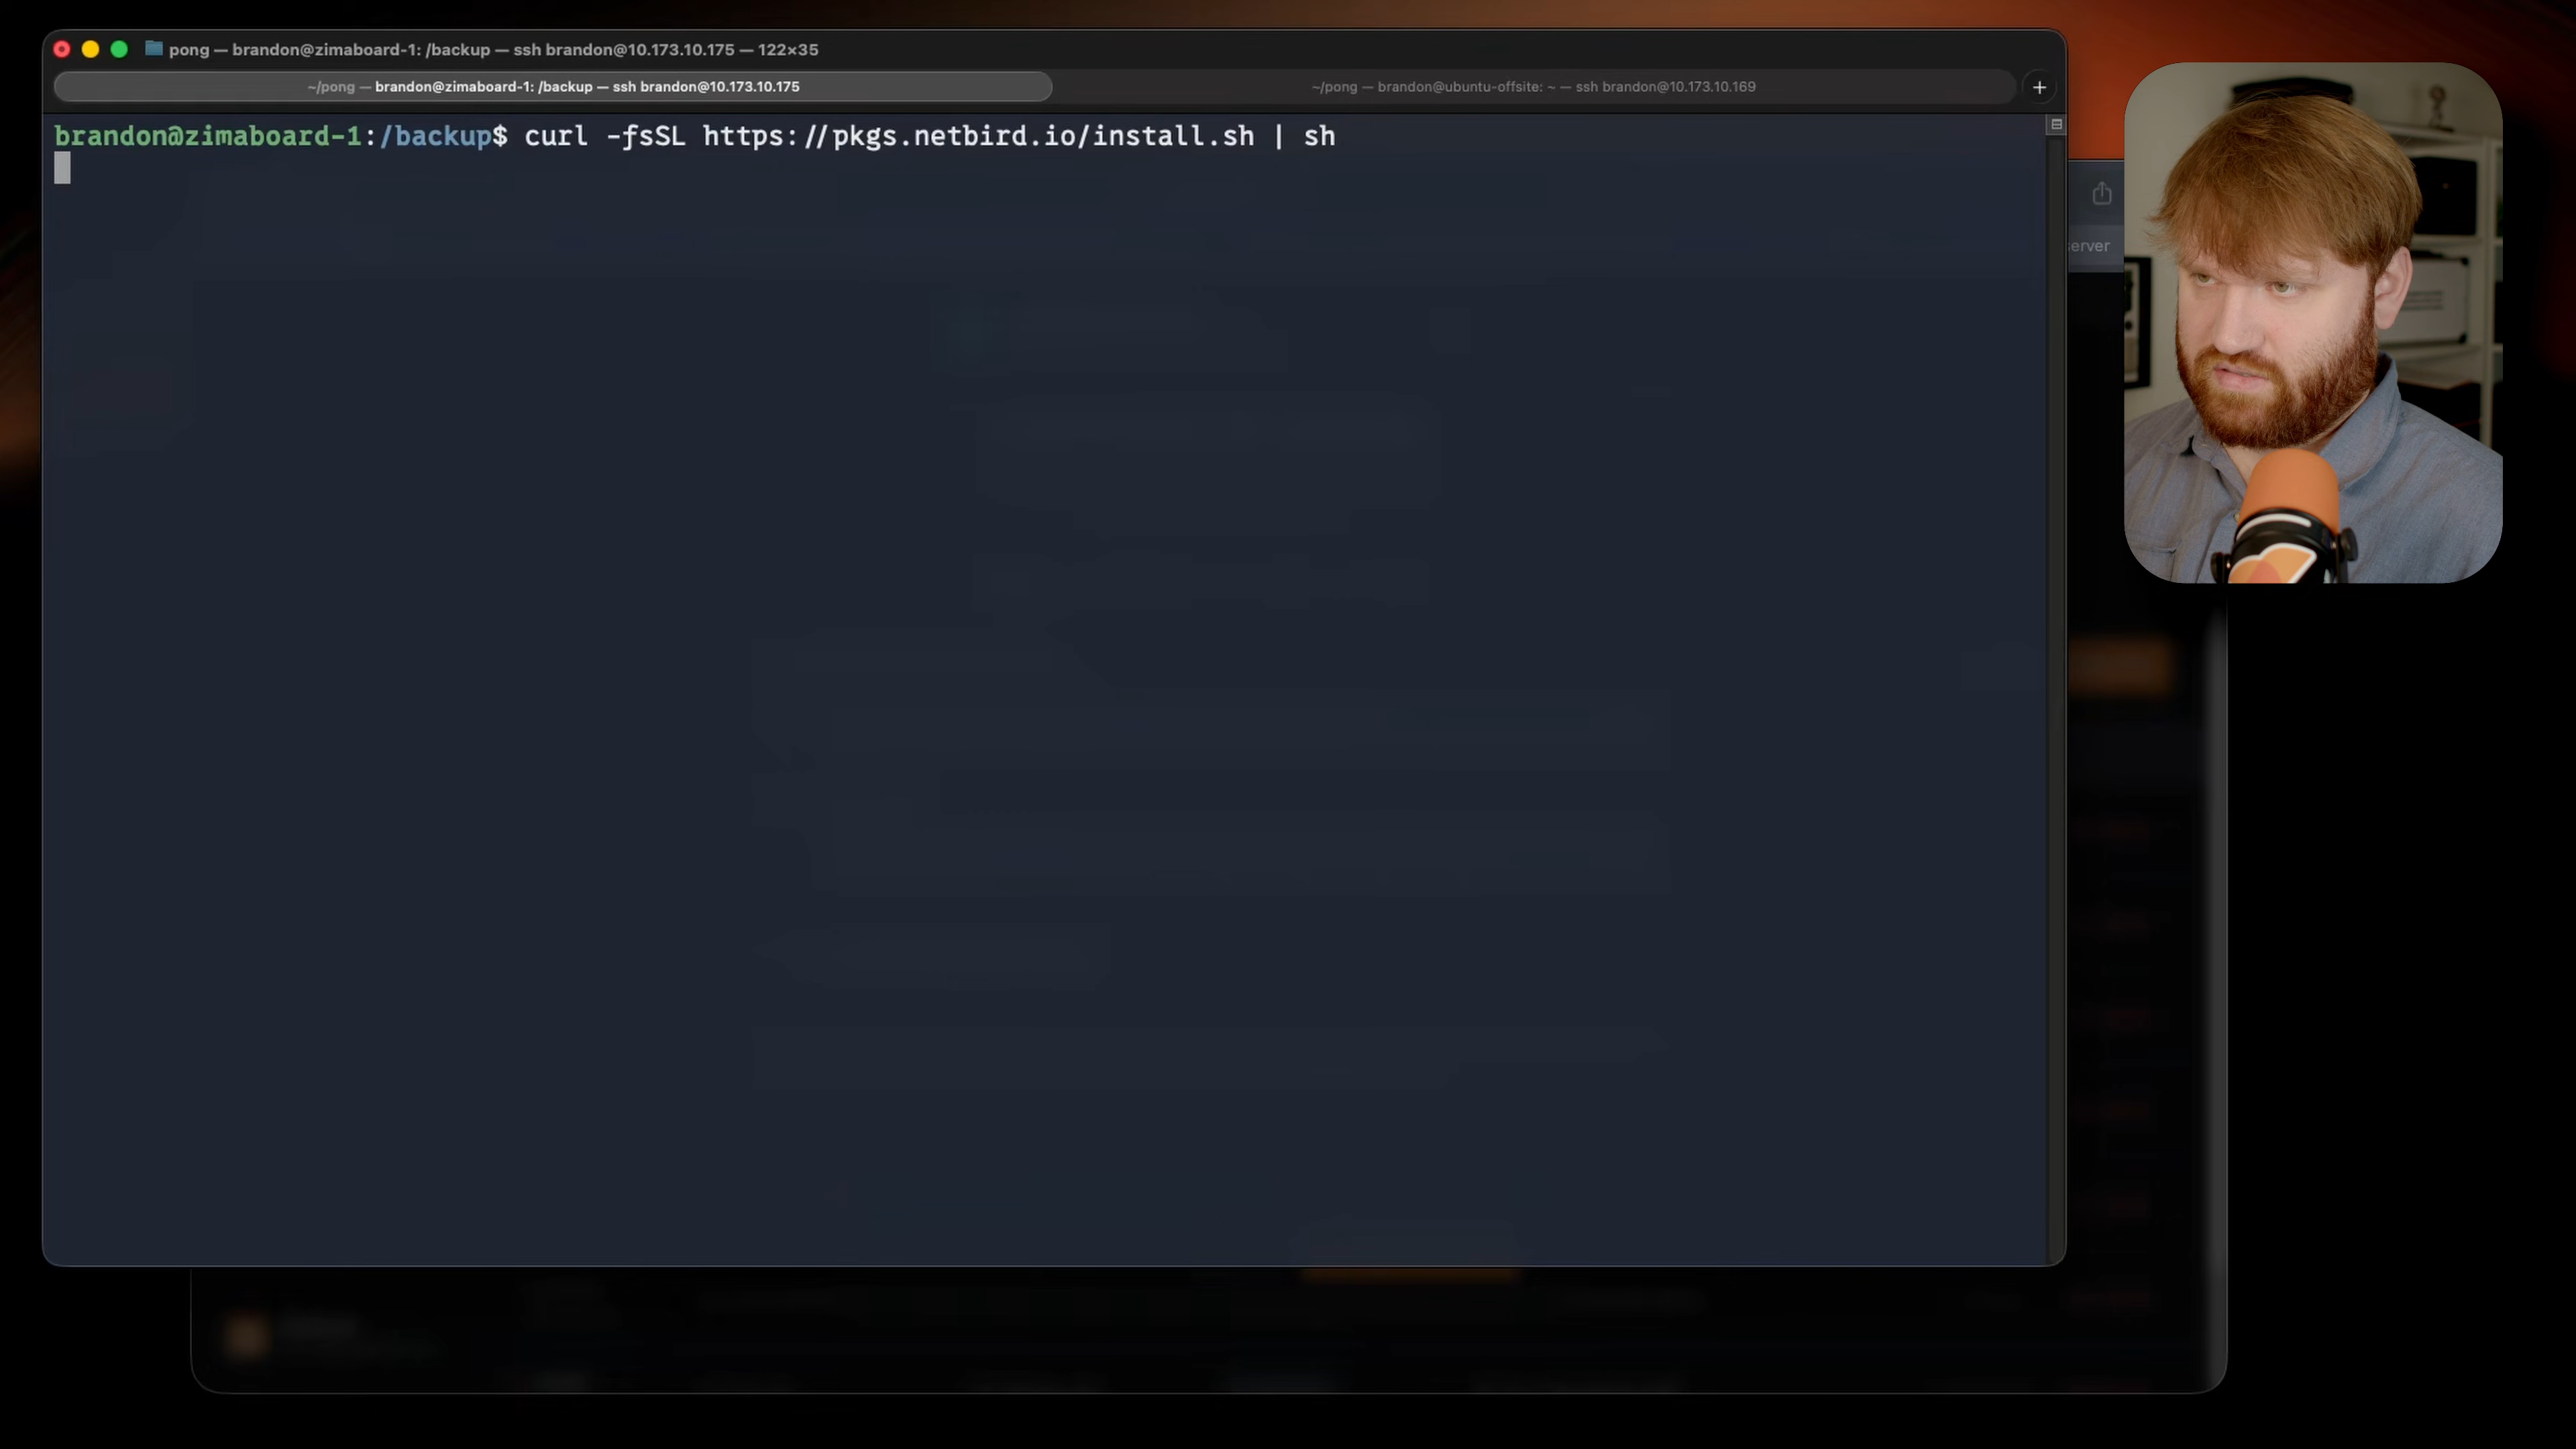 pong — brandon@zimaboard-1: /backup — ssh brandon@10.173.10.175 — 122×35
~/pong — brandon@zimaboard-1: /backup — ssh brandon@10.173.10.175
~/pong — brandon@ubuntu-offsite: ~ — ssh brandon@10.173.10.169
+
brandon@zimaboard-1:/backup$ curl -fsSL https://pkgs.netbird.io/install.sh | sh
erver